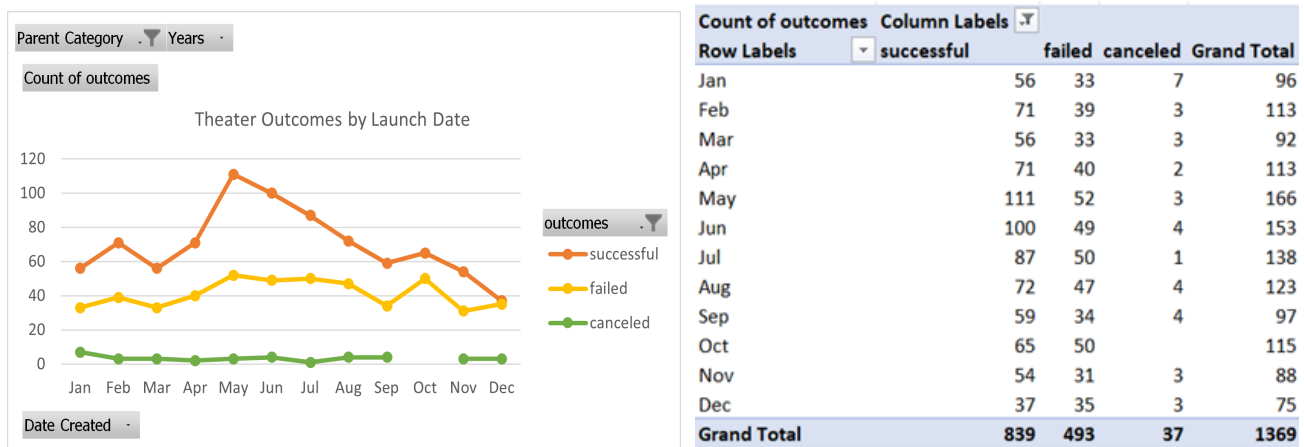 Parent Category Years
Count of outcomes
Theater Outcomes by Launch Date
120
100
80
60
40
20
0
Jan Feb Mar Apr May Jun Jul Aug Sep Oct Nov Dec
outcomes
successful
failed
canceled
Date Created
Count of outcomes Column Labels
Row Labels successful failed canceled Grand Total
Jan 56 33 7 96
Feb 71 39 3 113
Mar 56 33 3 92
Apr 71 40 2 113
May 111 52 3 166
Jun 100 49 4 153
Jul 87 50 1 138
Aug 72 47 4 123
Sep 59 34 4 97
Oct 65 50 115
Nov 54 31 3 88
Dec 37 35 3 75
Grand Total 839 493 37 1369